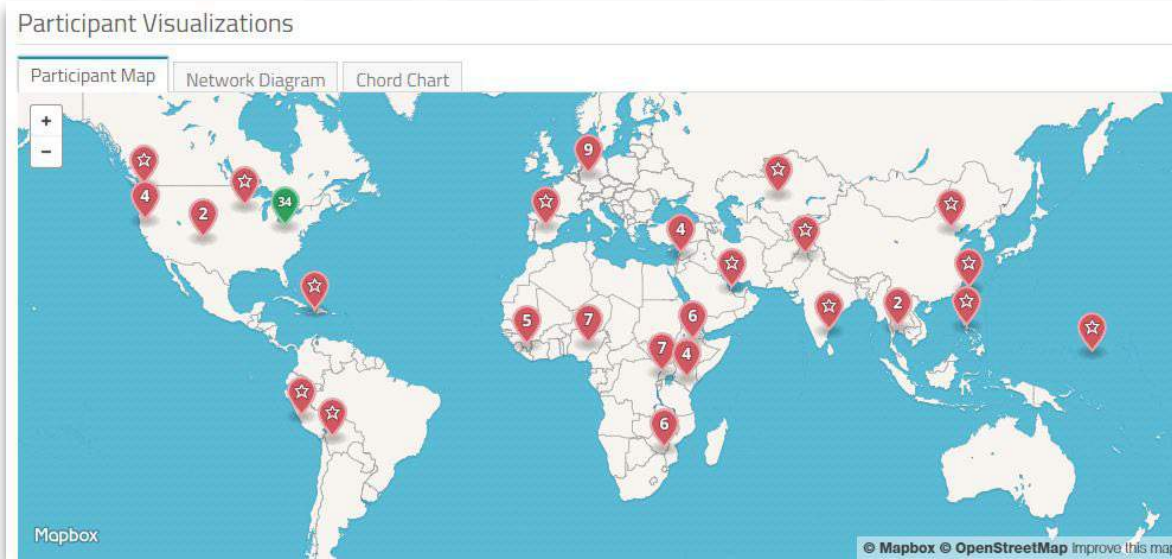 Participant Visualizations
Participant Map
Network Diagram
Chord Chart
+
−
9
4
34
2
4
5
7
6
2
7
4
6
Mapbox
© Mapbox © OpenStreetMap Improve this map